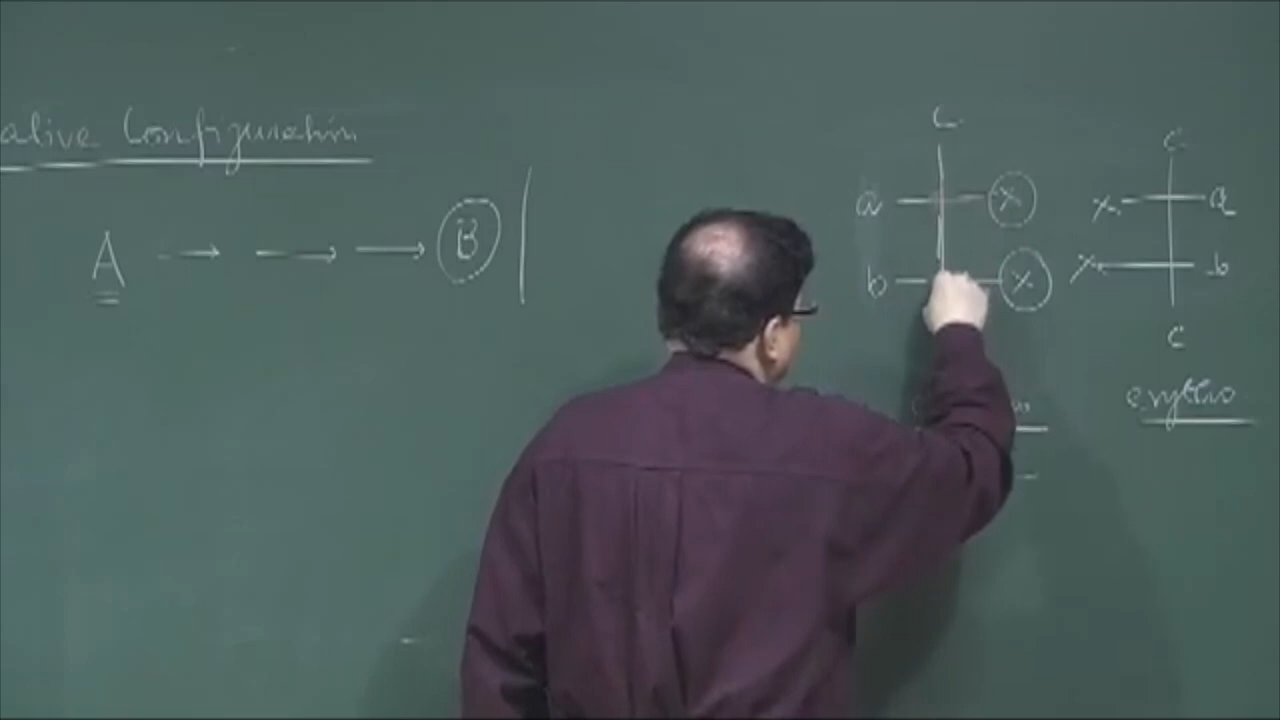 ative Configuration
A → → → B
C
a X
b X
C
X a
X b
C
erythro